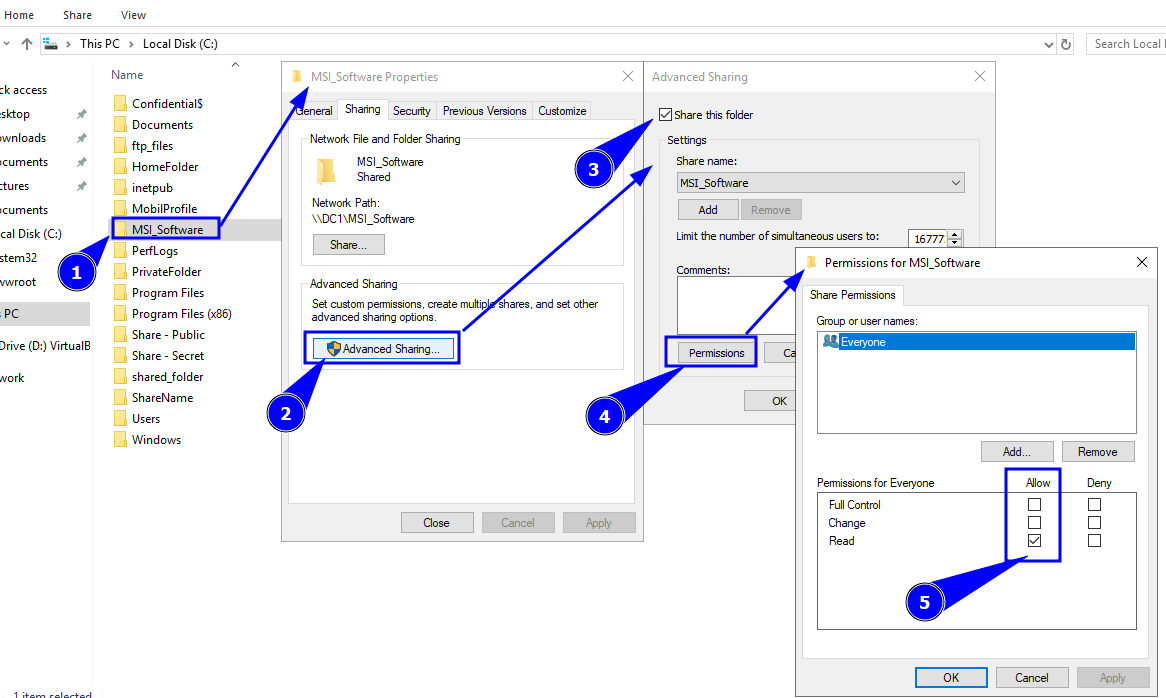 Home Share View
This PC > Local Disk (C:)
Search Local
ck access
esktop
ownloads
ocuments
ctures
ocuments
cal Disk (C:)
stem32
wwroot
PC
Drive (D:) VirtualB
work
Name
Confidential$
Documents
ftp_files
HomeFolder
inetpub
MobilProfile
MSI_Software
PerfLogs
PrivateFolder
Program Files
Program Files (x86)
Share - Public
Share - Secret
shared_folder
ShareName
Users
Windows
1 item selected
1
MSI_Software Properties
General Sharing Security Previous Versions Customize
Network File and Folder Sharing
MSI_Software
Shared
Network Path:
\\DC1\MSI_Software
Share...
Advanced Sharing
Set custom permissions, create multiple shares, and set other
advanced sharing options.
Advanced Sharing...
2
Close Cancel Apply
Advanced Sharing
Share this folder
3
Settings
Share name:
MSI_Software
Add Remove
Limit the number of simultaneous users to: 16777
Comments:
Permissions Ca
4
OK
Permissions for MSI_Software
Share Permissions
Group or user names:
Everyone
Add... Remove
Permissions for Everyone Allow Deny
Full Control
Change
Read
5
OK Cancel Apply